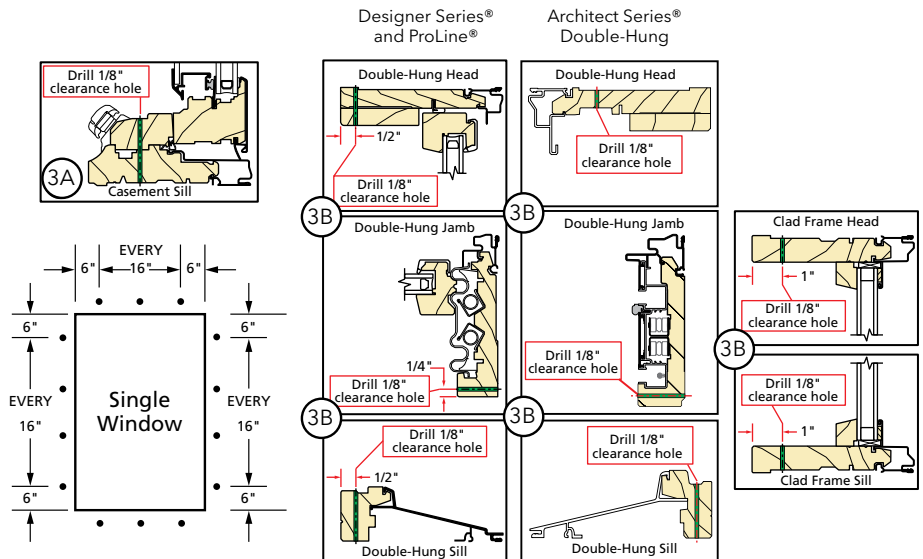 Designer Series®
and ProLine®
Architect Series®
Double-Hung
Drill 1/8"
clearance hole
3A
Casement Sill
Double-Hung Head
1/2"
Drill 1/8"
clearance hole
3B
Double-Hung Head
Drill 1/8"
clearance hole
3B
Double-Hung Jamb
1/4"
Drill 1/8"
clearance hole
3B
Double-Hung Jamb
Drill 1/8"
clearance hole
3B
Clad Frame Head
1"
Drill 1/8"
clearance hole
3B
Drill 1/8"
clearance hole
1"
Clad Frame Sill
Drill 1/8"
clearance hole
1/2"
Double-Hung Sill
Drill 1/8"
clearance hole
Double-Hung Sill
EVERY
6"
16"
6"
6"
6"
EVERY
16"
Single
Window
EVERY
16"
6"
6"